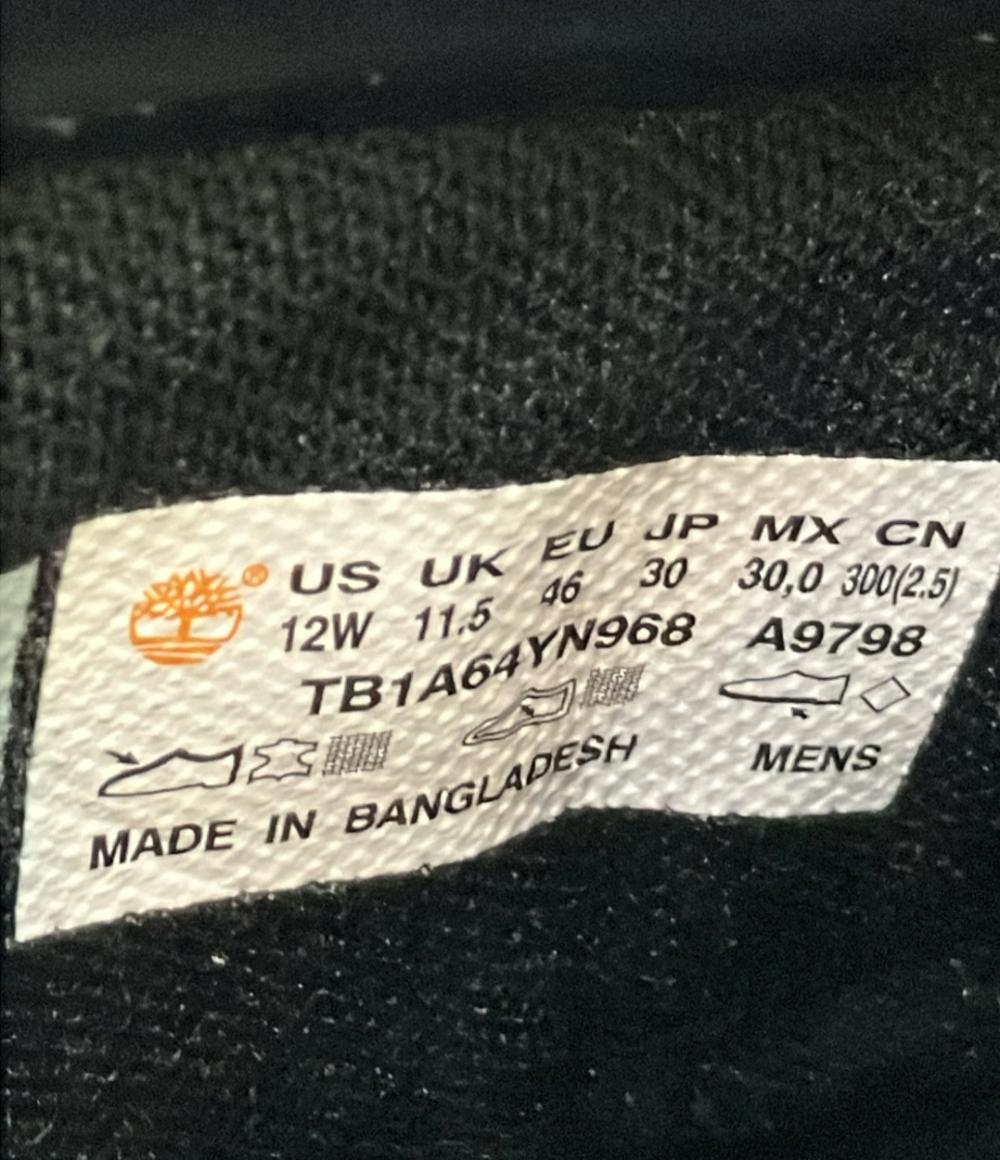 ® US UK EU JP MX CN
12W 11.5 46 30 30,0 300(2.5)
TB1A64YN968 A9798
MADE IN BANGLADESH MENS